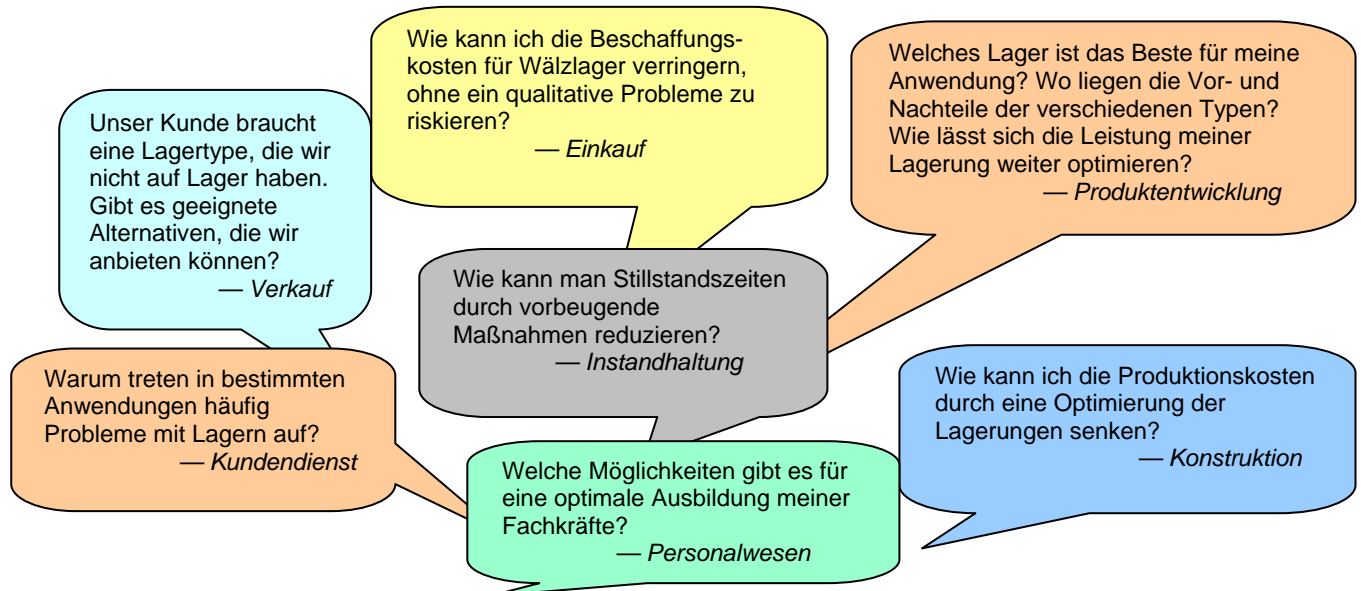 Wie kann ich die Beschaffungs-
kosten für Wälzlager verringern,
ohne ein qualitative Probleme zu
riskieren?
— Einkauf
Welches Lager ist das Beste für meine
Anwendung? Wo liegen die Vor- und
Nachteile der verschiedenen Typen?
Wie lässt sich die Leistung meiner
Lagerung weiter optimieren?
— Produktentwicklung
Unser Kunde braucht
eine Lagertype, die wir
nicht auf Lager haben.
Gibt es geeignete
Alternativen, die wir
anbieten können?
— Verkauf
Wie kann man Stillstandszeiten
durch vorbeugende
Maßnahmen reduzieren?
— Instandhaltung
Warum treten in bestimmten
Anwendungen häufig
Probleme mit Lagern auf?
— Kundendienst
Wie kann ich die Produktionskosten
durch eine Optimierung der
Lagerungen senken?
— Konstruktion
Welche Möglichkeiten gibt es für
eine optimale Ausbildung meiner
Fachkräfte?
— Personalwesen